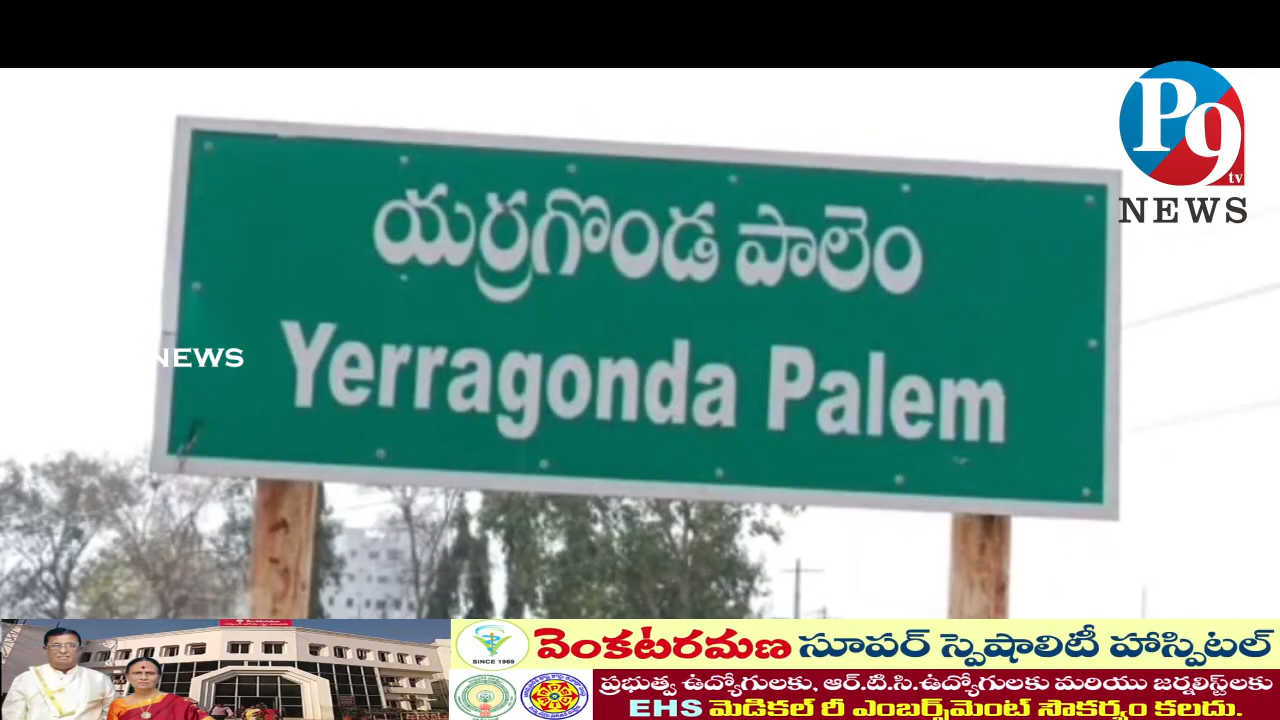 P9
tv
NEWS
యర్రగొండ పాలెం
Yerragonda Palem
NEWS
SINCE 1969
వెంకటరమణ సూపర్ స్పెషాలిటీ హాస్పిటల్
ప్రభుత్వ ఉద్యోగులకు, ఆర్.టి.సి.ఉద్యోగులకు మరియు జర్నలిస్ట్‌లకు
EHS మెడికల్ రీ ఎంబర్స్‌మెంట్ సౌకర్యం కలదు.